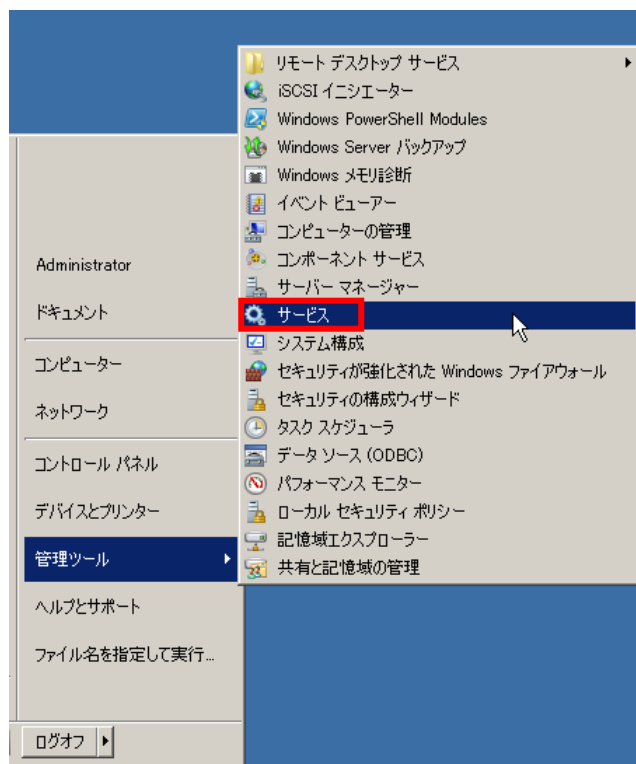 リモート デスクトップ サービス
iSCSI イニシエーター
Windows PowerShell Modules
Windows Server バックアップ
Windows メモリ診断
イベント ビューアー
コンピューターの管理
コンポーネント サービス
サーバー マネージャー
サービス
システム構成
セキュリティが強化された Windows ファイアウォール
セキュリティの構成ウィザード
タスク スケジューラ
データ ソース (ODBC)
パフォーマンス モニター
ローカル セキュリティ ポリシー
記憶域エクスプローラー
共有と記憶域の管理
Administrator
ドキュメント
コンピューター
ネットワーク
コントロール パネル
デバイスとプリンター
管理ツール
ヘルプとサポート
ファイル名を指定して実行...
ログオフ